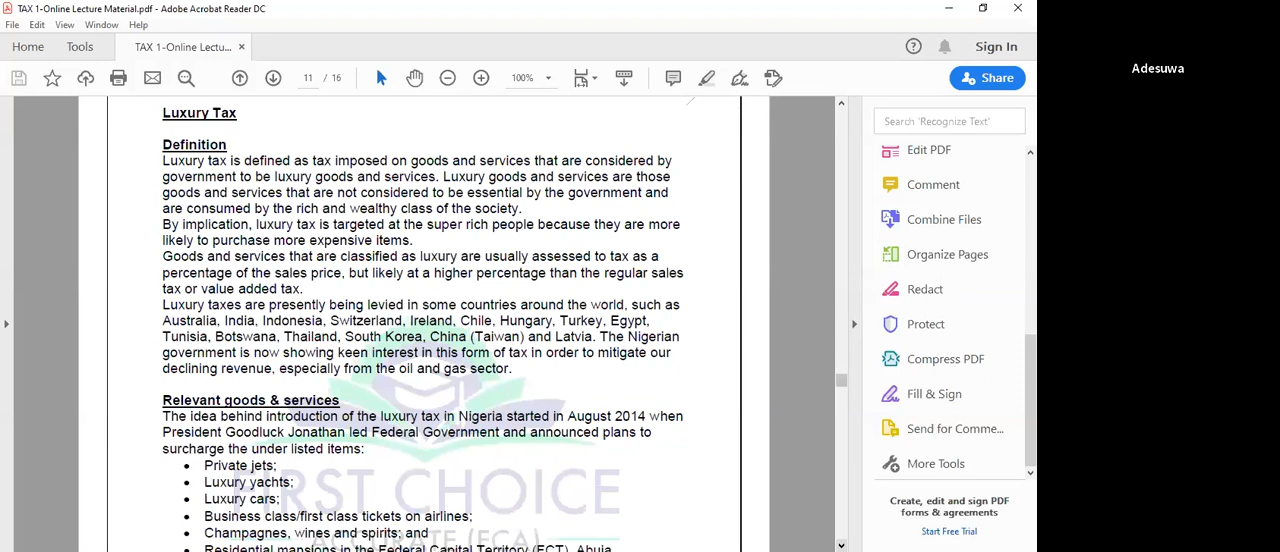 TAX 1-Online Lecture Material.pdf - Adobe Acrobat Reader DC
File Edit View Window Help
Home Tools TAX 1-Online Lectu... × Sign In
11 / 16 100% Share
Luxury Tax
Definition
Luxury tax is defined as tax imposed on goods and services that are considered by
government to be luxury goods and services. Luxury goods and services are those
goods and services that are not considered to be essential by the government and
are consumed by the rich and wealthy class of the society.
By implication, luxury tax is targeted at the super rich people because they are more
likely to purchase more expensive items.
Goods and services that are classified as luxury are usually assessed to tax as a
percentage of the sales price, but likely at a higher percentage than the regular sales
tax or value added tax.
Luxury taxes are presently being levied in some countries around the world, such as
Australia, India, Indonesia, Switzerland, Ireland, Chile, Hungary, Turkey, Egypt,
Tunisia, Botswana, Thailand, South Korea, China (Taiwan) and Latvia. The Nigerian
government is now showing keen interest in this form of tax in order to mitigate our
declining revenue, especially from the oil and gas sector.
Relevant goods & services
The idea behind introduction of the luxury tax in Nigeria started in August 2014 when
President Goodluck Jonathan led Federal Government and announced plans to
surcharge the under listed items:
• Private jets;
• Luxury yachts;
• Luxury cars;
• Business class/first class tickets on airlines;
• Champagnes, wines and spirits; and
• Residential mansions in the Federal Capital Territory (FCT), Abuja
FIRST CHOICE
ACCURATE (FCA)
Search 'Recognize Text'
Edit PDF
Comment
Combine Files
Organize Pages
Redact
Protect
Compress PDF
Fill & Sign
Send for Comme...
More Tools
Create, edit and sign PDF
forms & agreements
Start Free Trial
Adesuwa